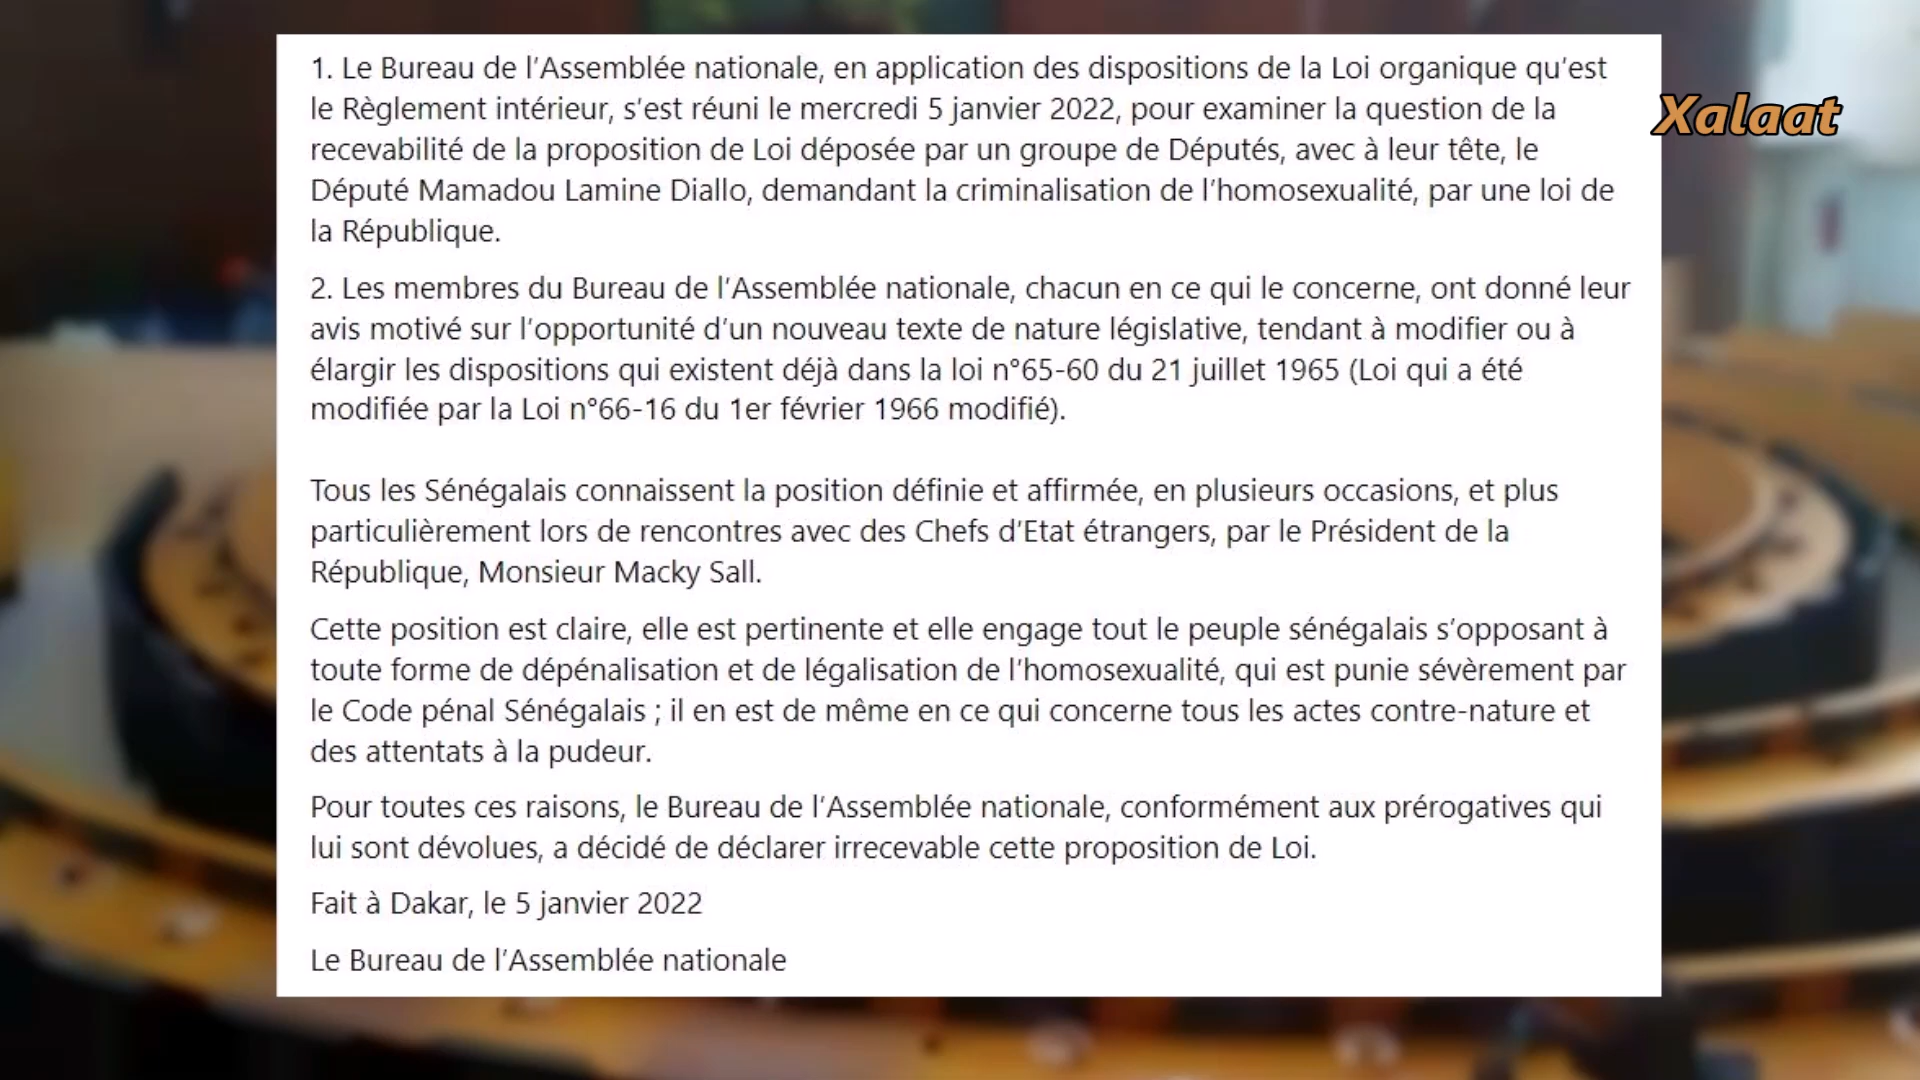 1. Le Bureau de l'Assemblée nationale, en application des dispositions de la Loi organique qu'est
le Règlement intérieur, s'est réuni le mercredi 5 janvier 2022, pour examiner la question de la
recevabilité de la proposition de Loi déposée par un groupe de Députés, avec à leur tête, le
Député Mamadou Lamine Diallo, demandant la criminalisation de l'homosexualité, par une loi de
la République.
Xalaat
2. Les membres du Bureau de l'Assemblée nationale, chacun en ce qui le concerne, ont donné leur
avis motivé sur l'opportunité d'un nouveau texte de nature législative, tendant à modifier ou à
élargir les dispositions qui existent déjà dans la loi n°65-60 du 21 juillet 1965 (Loi qui a été
modifiée par la Loi n°66-16 du 1er février 1966 modifié).
Tous les Sénégalais connaissent la position définie et affirmée, en plusieurs occasions, et plus
particulièrement lors de rencontres avec des Chefs d'Etat étrangers, par le Président de la
République, Monsieur Macky Sall.
Cette position est claire, elle est pertinente et elle engage tout le peuple sénégalais s'opposant à
toute forme de dépénalisation et de légalisation de l'homosexualité, qui est punie sévèrement par
le Code pénal Sénégalais ; il en est de même en ce qui concerne tous les actes contre-nature et
des attentats à la pudeur.
Pour toutes ces raisons, le Bureau de l'Assemblée nationale, conformément aux prérogatives qui
lui sont dévolues, a décidé de déclarer irrecevable cette proposition de Loi.
Fait à Dakar, le 5 janvier 2022
Le Bureau de l'Assemblée nationale